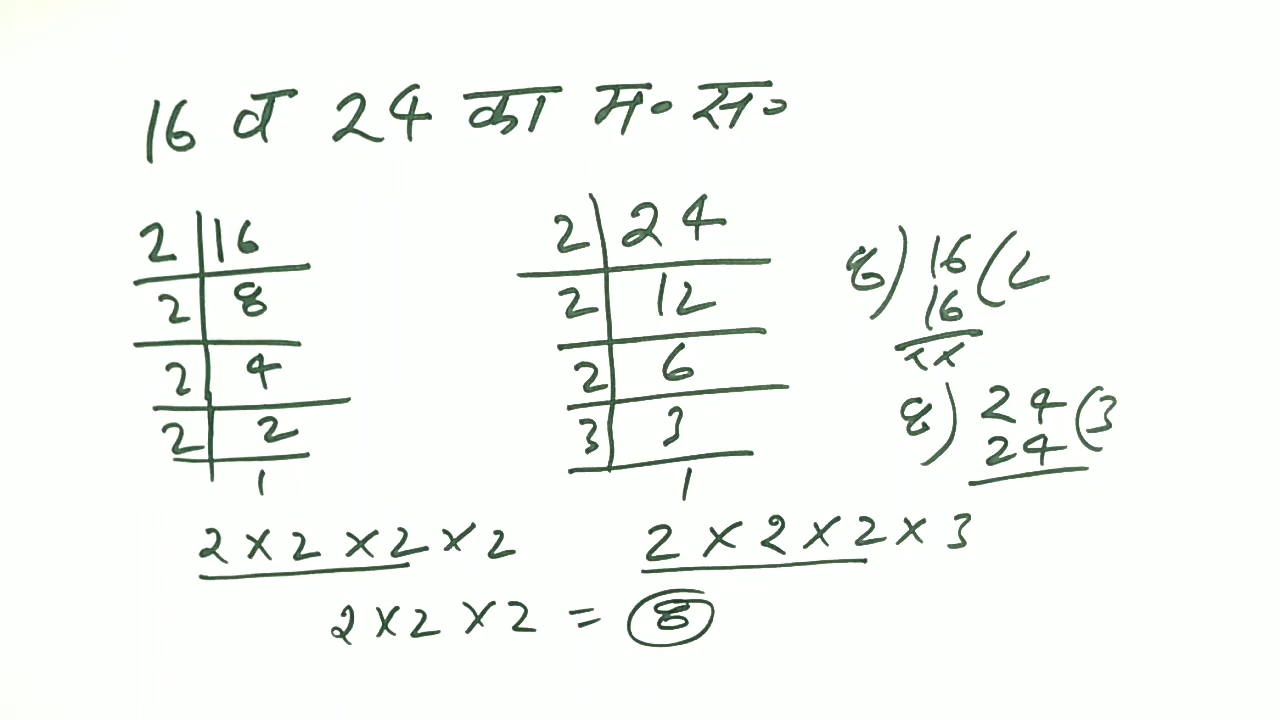 16 व 24 का म. स.
2 | 16
2 | 8
2 | 4
2 | 2
1
2 × 2 × 2 × 2
2 | 24
2 | 12
2 | 6
3 | 3
1
2 × 2 × 2 × 3
2 × 2 × 2 = 8
8 ) 16 ( 2
16
××
8 ) 24 ( 3
24